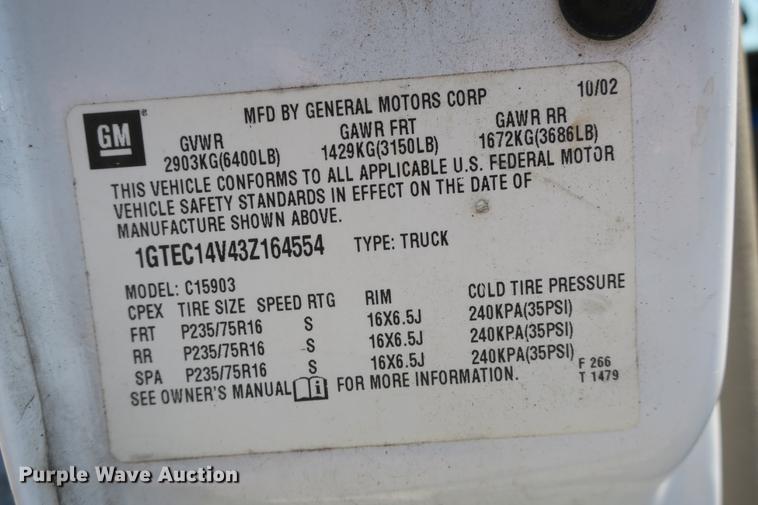 GM
MFD BY GENERAL MOTORS CORP 10/02
GVWR GAWR FRT GAWR RR
2903KG(6400LB) 1429KG(3150LB) 1672KG(3686LB)
THIS VEHICLE CONFORMS TO ALL APPLICABLE U.S. FEDERAL MOTOR
VEHICLE SAFETY STANDARDS IN EFFECT ON THE DATE OF
MANUFACTURE SHOWN ABOVE.
1GTEC14V43Z164554 TYPE: TRUCK
MODEL: C15903
CPEX TIRE SIZE SPEED RTG RIM COLD TIRE PRESSURE
FRT P235/75R16 S 16X6.5J 240KPA(35PSI)
RR P235/75R16 S 16X6.5J 240KPA(35PSI)
SPA P235/75R16 S 16X6.5J 240KPA(35PSI)
SEE OWNER'S MANUAL i FOR MORE INFORMATION.
F 266
T 1479
Purple Wave Auction